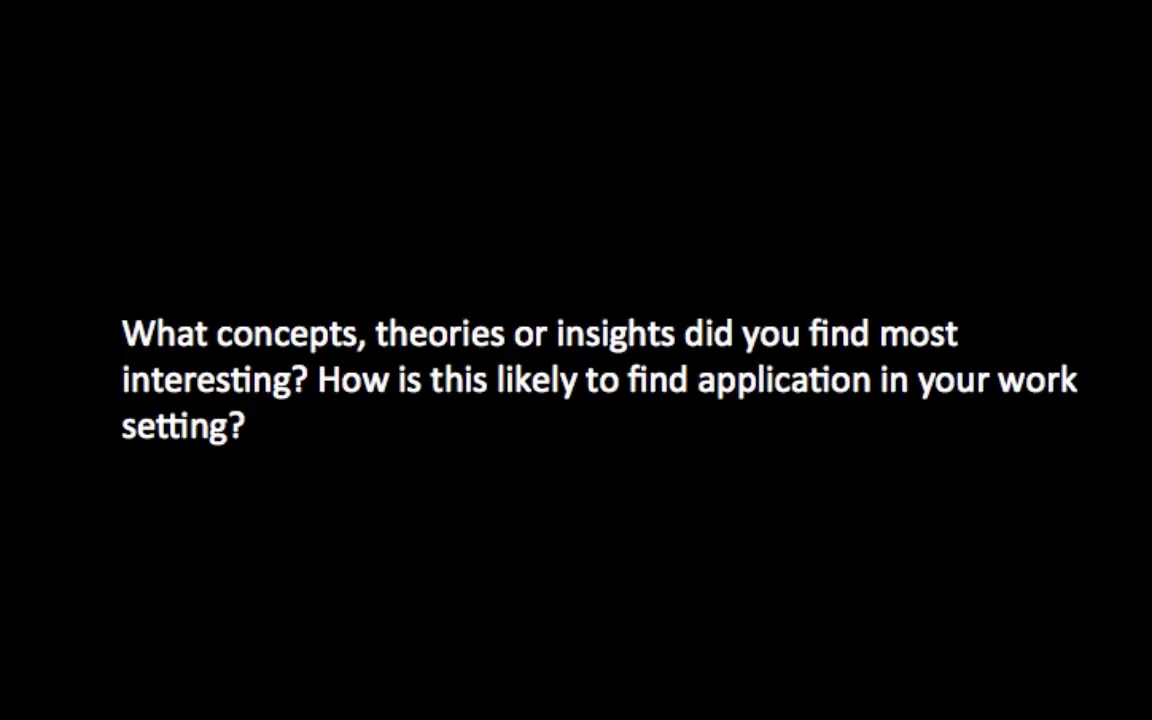 What concepts, theories or insights did you find most
interesting? How is this likely to find application in your work
setting?